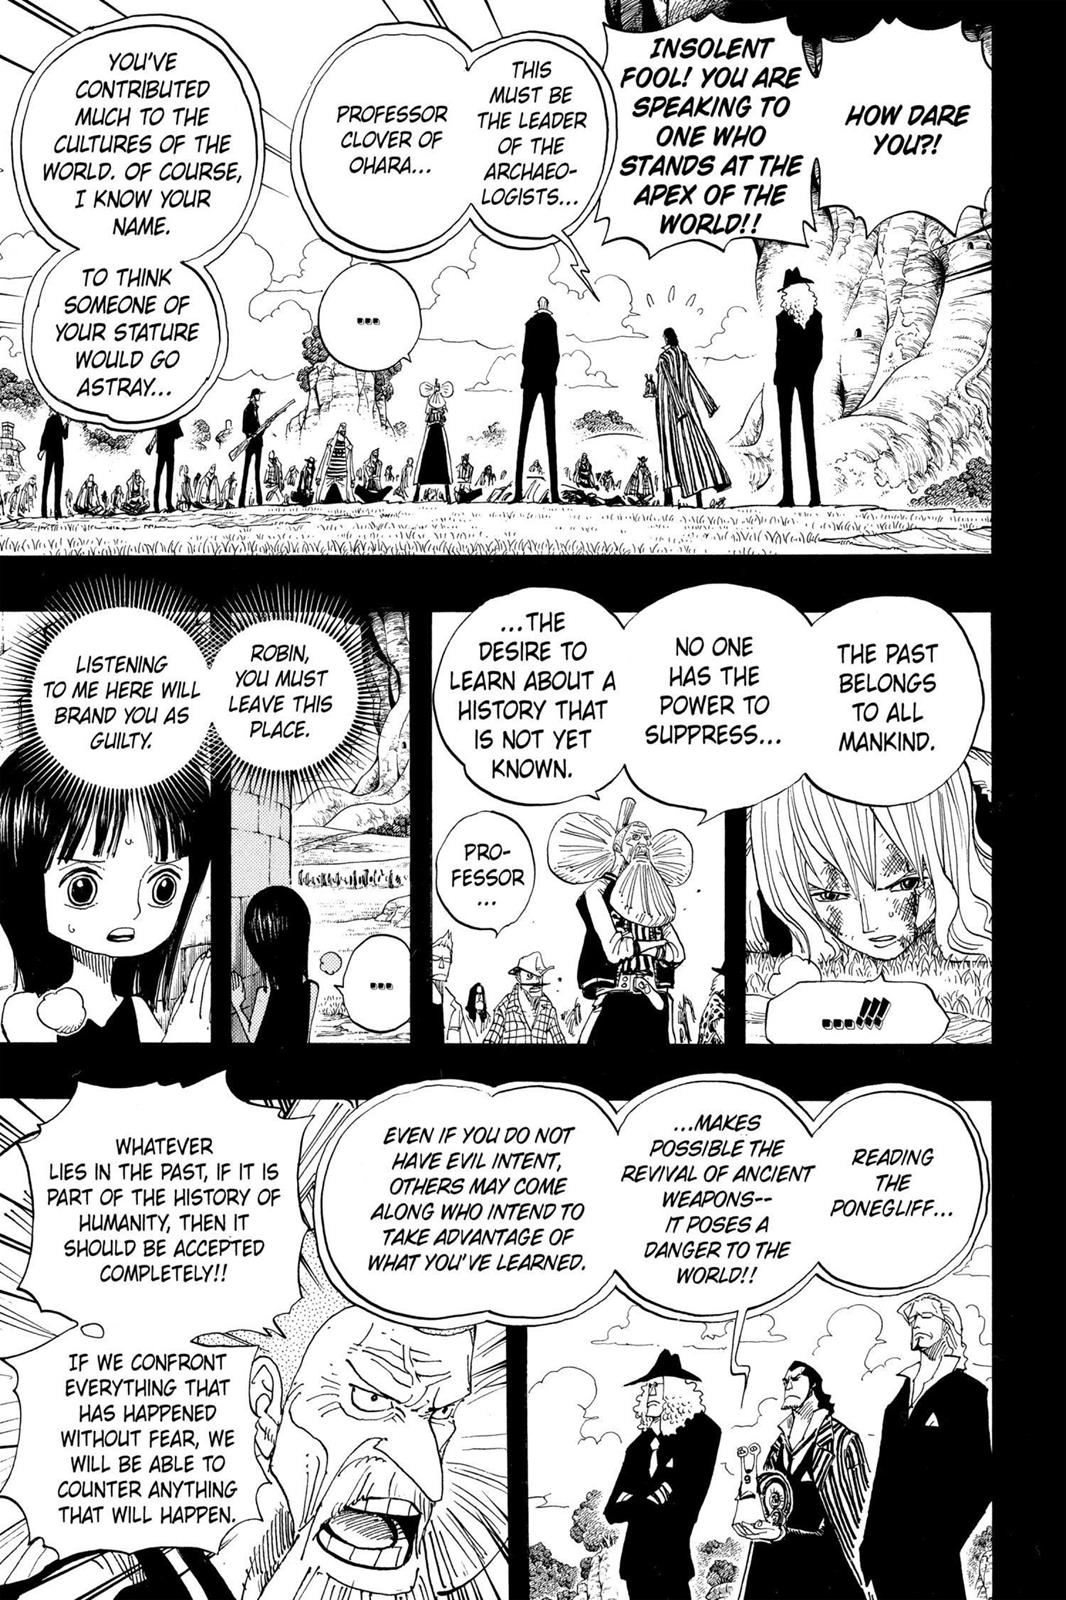 HOW DARE
YOU?!
INSOLENT
FOOL! YOU ARE
SPEAKING TO
ONE WHO
STANDS AT THE
APEX OF THE
WORLD!!
THIS
MUST BE
THE LEADER
OF THE
ARCHAEO-
LOGISTS...
PROFESSOR
CLOVER OF
OHARA...
...
YOU'VE
CONTRIBUTED
MUCH TO THE
CULTURES OF THE
WORLD. OF COURSE,
I KNOW YOUR
NAME.
TO THINK
SOMEONE OF
YOUR STATURE
WOULD GO
ASTRAY...
THE PAST
BELONGS
TO ALL
MANKIND.
...!!!
NO ONE
HAS THE
POWER TO
SUPPRESS...
...THE
DESIRE TO
LEARN ABOUT A
HISTORY THAT
IS NOT YET
KNOWN.
PRO-
FESSOR
...
ROBIN,
YOU MUST
LEAVE THIS
PLACE.
...
LISTENING
TO ME HERE WILL
BRAND YOU AS
GUILTY.
READING
THE
PONEGLIFF...
...MAKES
POSSIBLE THE
REVIVAL OF ANCIENT
WEAPONS--
IT POSES A
DANGER TO THE
WORLD!!
EVEN IF YOU DO NOT
HAVE EVIL INTENT,
OTHERS MAY COME
ALONG WHO INTEND TO
TAKE ADVANTAGE OF
WHAT YOU'VE LEARNED.
WHATEVER
LIES IN THE PAST, IF IT IS
PART OF THE HISTORY OF
HUMANITY, THEN IT
SHOULD BE ACCEPTED
COMPLETELY!!
IF WE CONFRONT
EVERYTHING THAT
HAS HAPPENED
WITHOUT FEAR, WE
WILL BE ABLE TO
COUNTER ANYTHING
THAT WILL HAPPEN.
9